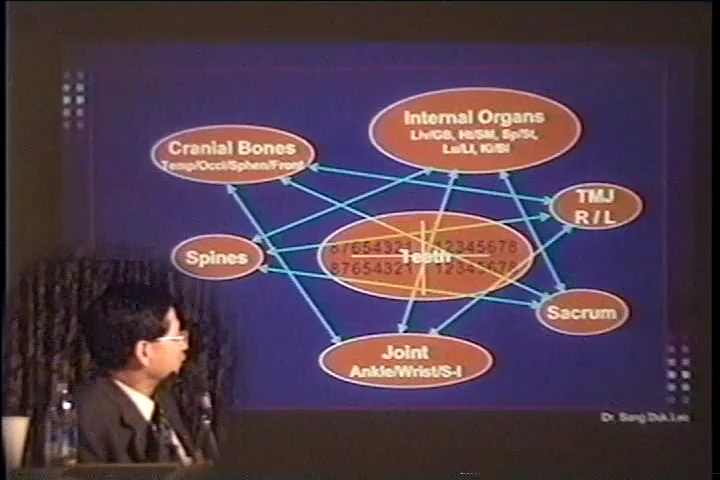 Internal Organs
Liv/GB, Ht/SM, Sp/St,
Lu/LI, Ki/Bl
Cranial Bones
Temp/Occi/Sphen/Front
TMJ
R / L
87654321 12345678
Teeth
87654321 12345678
Spines
Sacrum
Joint
Ankle/Wrist/S-I
Dr. Sang Duk Lee